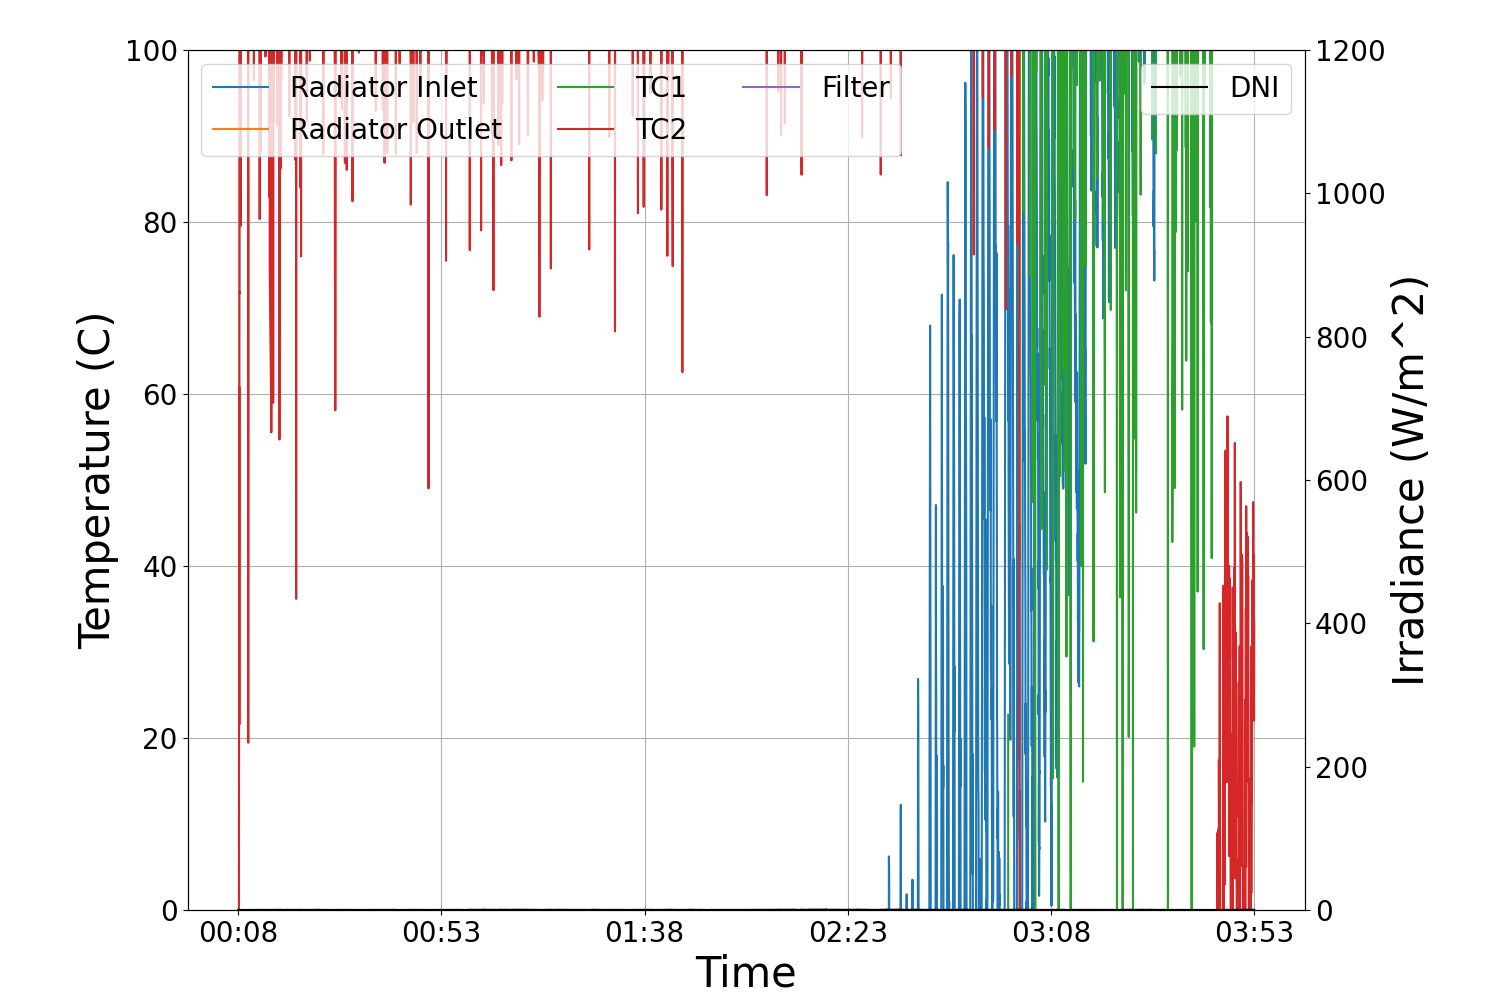 100
80
60
40
20
0
Temperature (C)
Radiator Inlet
Radiator Outlet
TC1
TC2
Filter
DNI
1200
1000
800
600
400
200
0
Irradiance (W/m^2)
00:08
00:53
01:38
02:23
03:08
03:53
Time